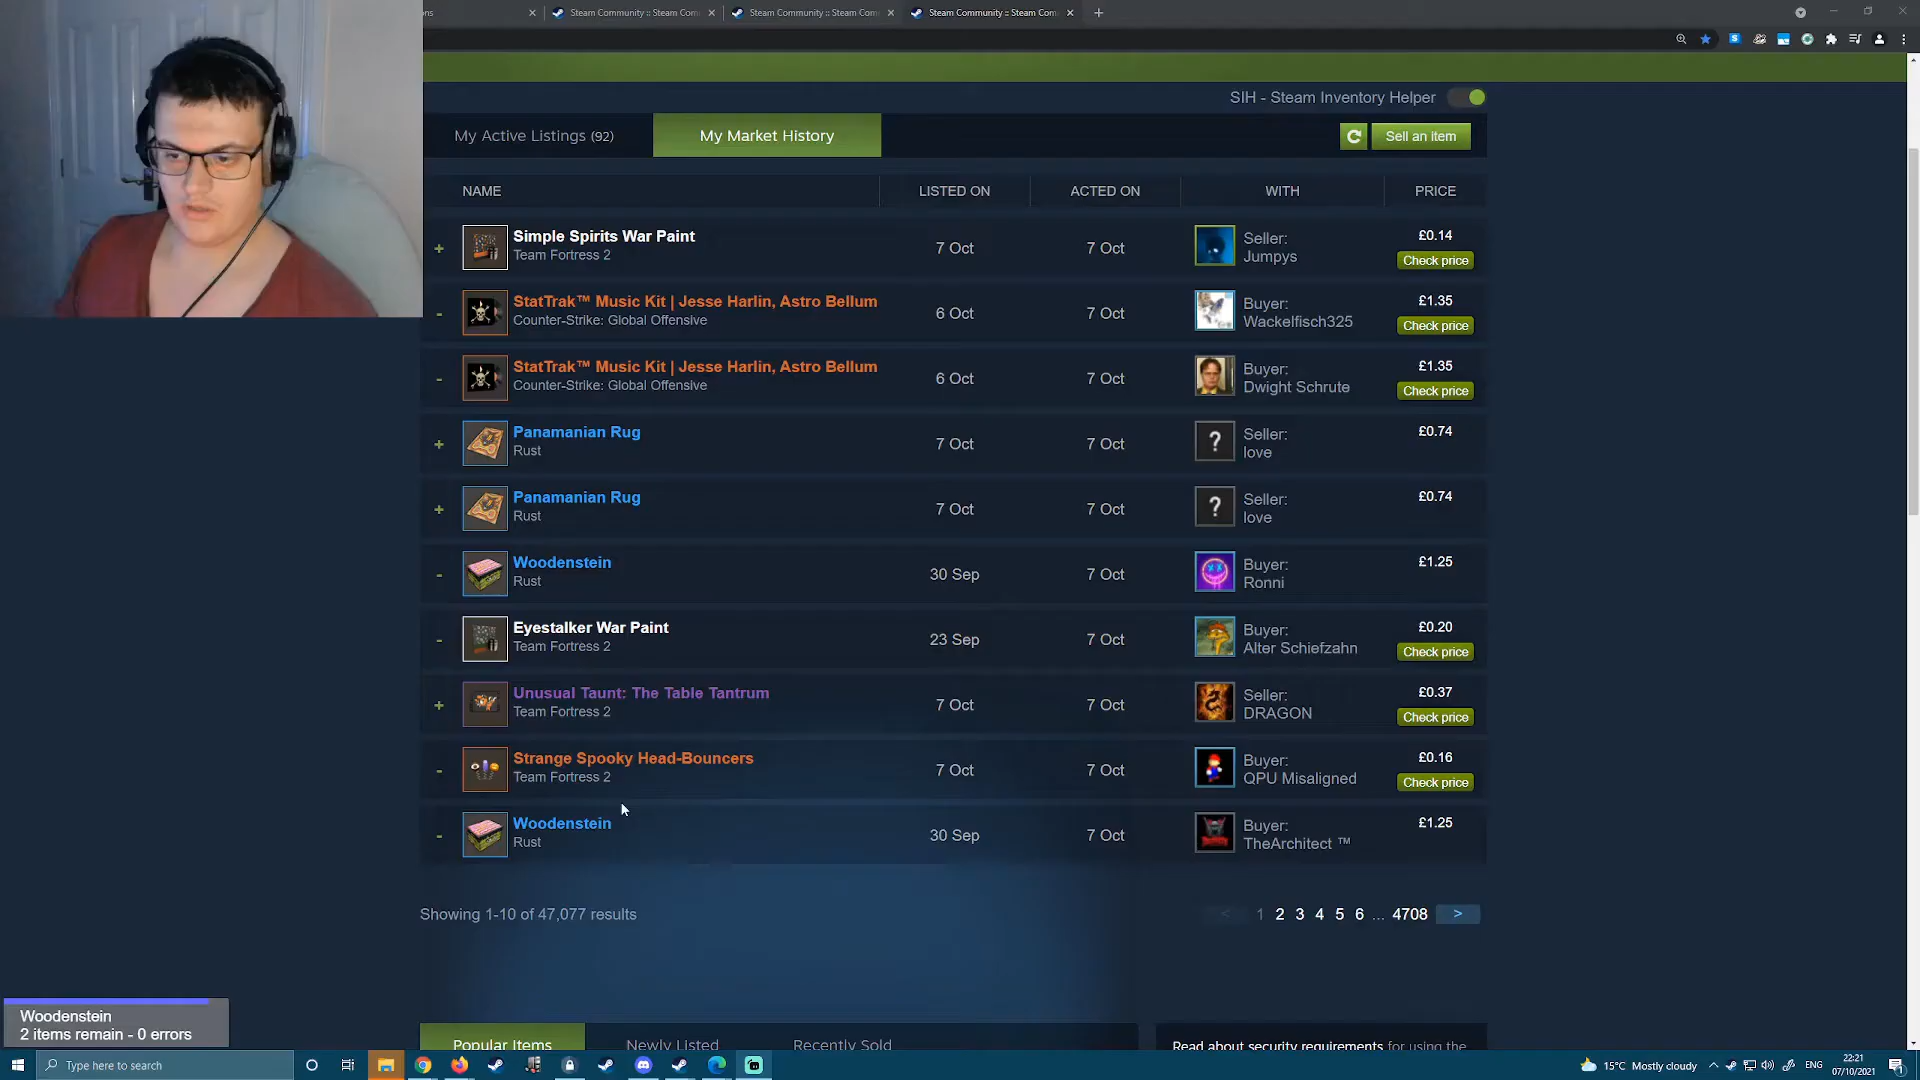 ons
Steam Community :: Steam Com
Steam Community :: Steam Com
Steam Community :: Steam Com
SIH - Steam Inventory Helper
My Active Listings (92)
My Market History
Sell an item
NAME
LISTED ON
ACTED ON
WITH
PRICE
+
Simple Spirits War Paint
Team Fortress 2
7 Oct
7 Oct
Seller:
Jumpys
£0.14
Check price
-
StatTrak™ Music Kit | Jesse Harlin, Astro Bellum
Counter-Strike: Global Offensive
6 Oct
7 Oct
Buyer:
Wackelfisch325
£1.35
Check price
-
StatTrak™ Music Kit | Jesse Harlin, Astro Bellum
Counter-Strike: Global Offensive
6 Oct
7 Oct
Buyer:
Dwight Schrute
£1.35
Check price
+
Panamanian Rug
Rust
7 Oct
7 Oct
?
Seller:
love
£0.74
+
Panamanian Rug
Rust
7 Oct
7 Oct
?
Seller:
love
£0.74
-
Woodenstein
Rust
30 Sep
7 Oct
Buyer:
Ronni
£1.25
-
Eyestalker War Paint
Team Fortress 2
23 Sep
7 Oct
Buyer:
Alter Schiefzahn
£0.20
Check price
+
Unusual Taunt: The Table Tantrum
Team Fortress 2
7 Oct
7 Oct
Seller:
DRAGON
£0.37
Check price
-
Strange Spooky Head-Bouncers
Team Fortress 2
7 Oct
7 Oct
Buyer:
QPU Misaligned
£0.16
Check price
-
Woodenstein
Rust
30 Sep
7 Oct
Buyer:
TheArchitect ™
£1.25
Showing 1-10 of 47,077 results
< 1 2 3 4 5 6 ... 4708 >
Woodenstein
2 items remain - 0 errors
Popular Items
Newly Listed
Recently Sold
Read about security requirements for using the
Type here to search
15°C Mostly cloudy
ENG
22:21
07/10/2021